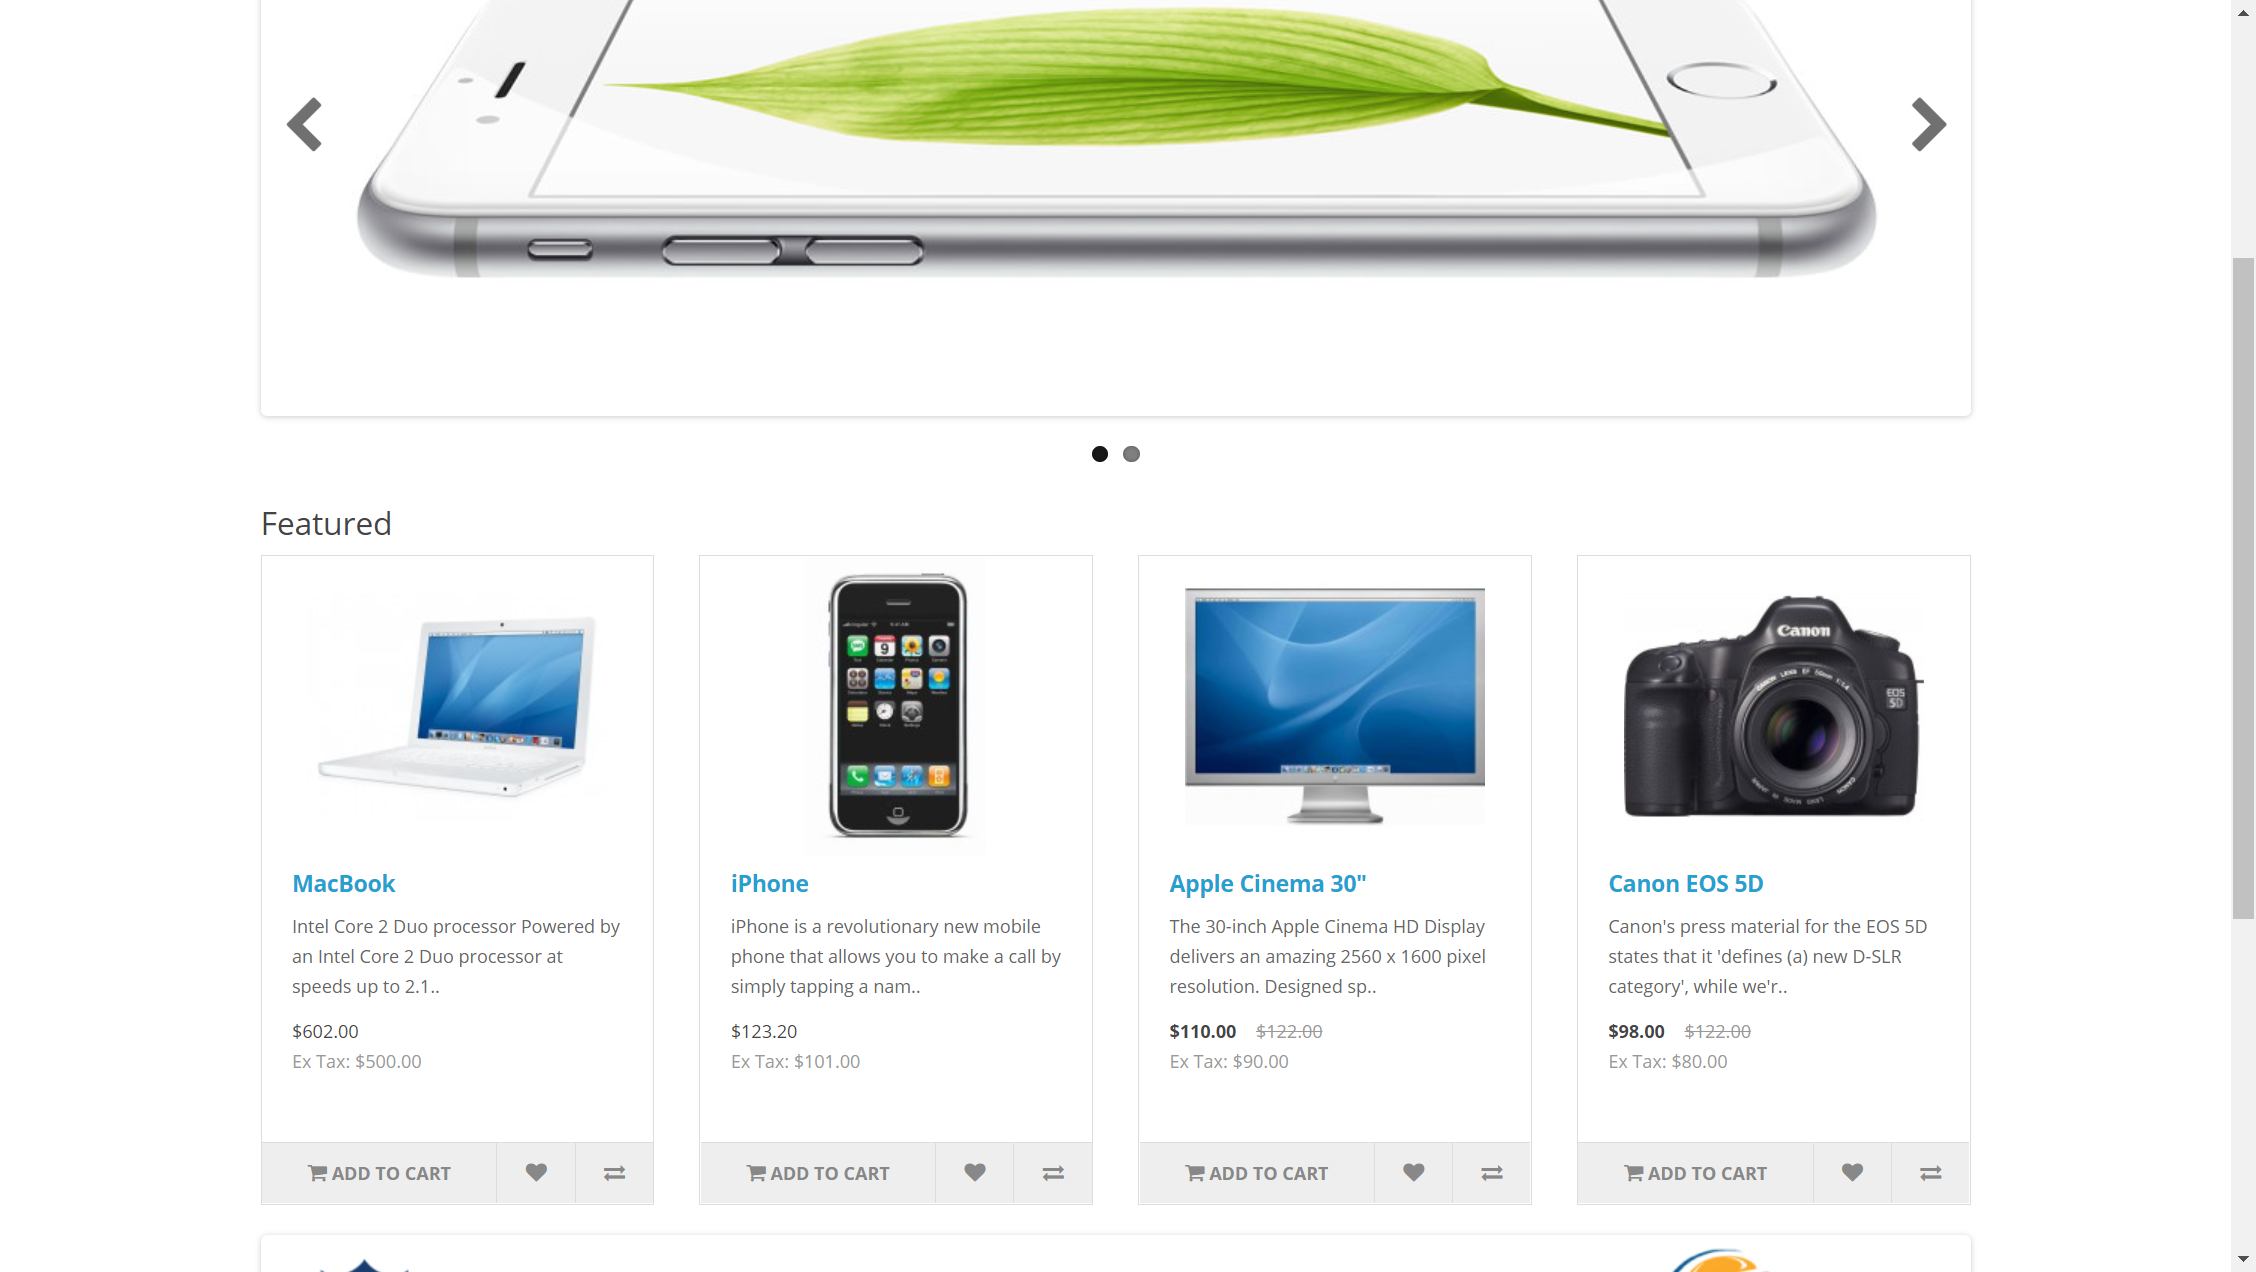 Featured
Canon
EOS
5D
MacBook
Intel Core 2 Duo processor Powered by
an Intel Core 2 Duo processor at
speeds up to 2.1..
$602.00
Ex Tax: $500.00
ADD TO CART
iPhone
iPhone is a revolutionary new mobile
phone that allows you to make a call by
simply tapping a nam..
$123.20
Ex Tax: $101.00
ADD TO CART
Apple Cinema 30"
The 30-inch Apple Cinema HD Display
delivers an amazing 2560 x 1600 pixel
resolution. Designed sp..
$110.00 $122.00
Ex Tax: $90.00
ADD TO CART
Canon EOS 5D
Canon's press material for the EOS 5D
states that it 'defines (a) new D-SLR
category', while we'r..
$98.00 $122.00
Ex Tax: $80.00
ADD TO CART